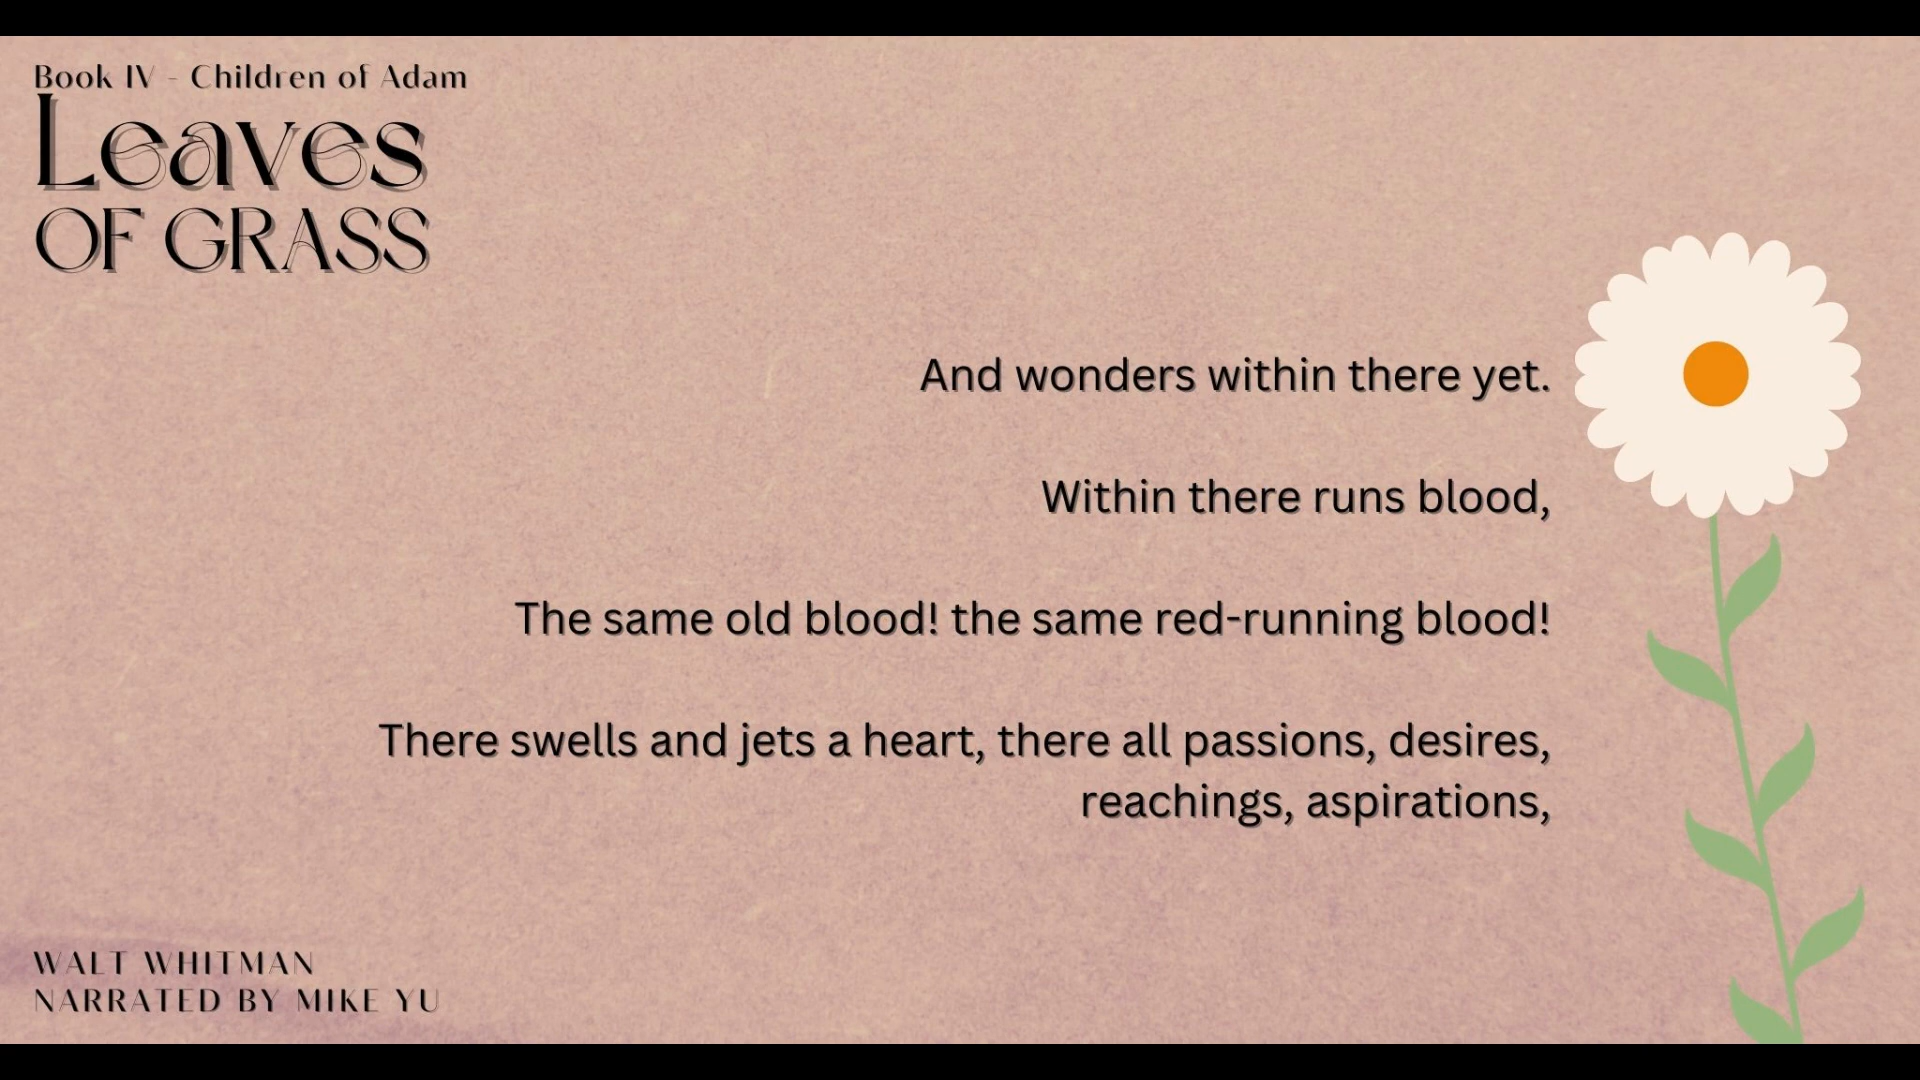 Book IV - Children of Adam
Leaves
OF GRASS
And wonders within there yet.
Within there runs blood,
The same old blood! the same red-running blood!
There swells and jets a heart, there all passions, desires,
reachings, aspirations,
WALT WHITMAN
NARRATED BY MIKE YU